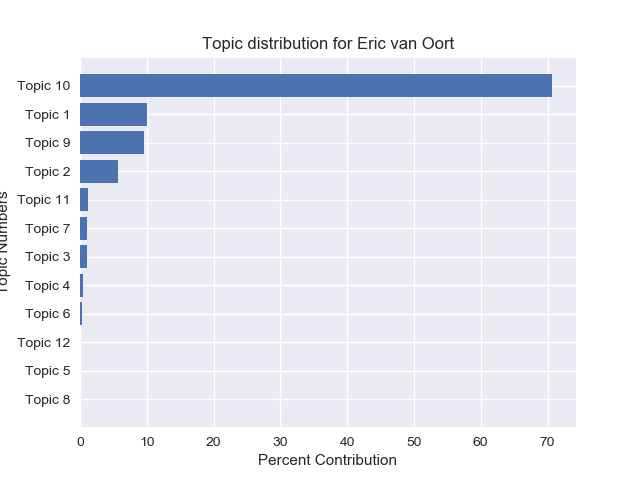 Topic distribution for Eric van Oort
Topic Numbers
Topic 10
Topic 1
Topic 9
Topic 2
Topic 11
Topic 7
Topic 3
Topic 4
Topic 6
Topic 12
Topic 5
Topic 8
0 10 20 30 40 50 60 70
Percent Contribution